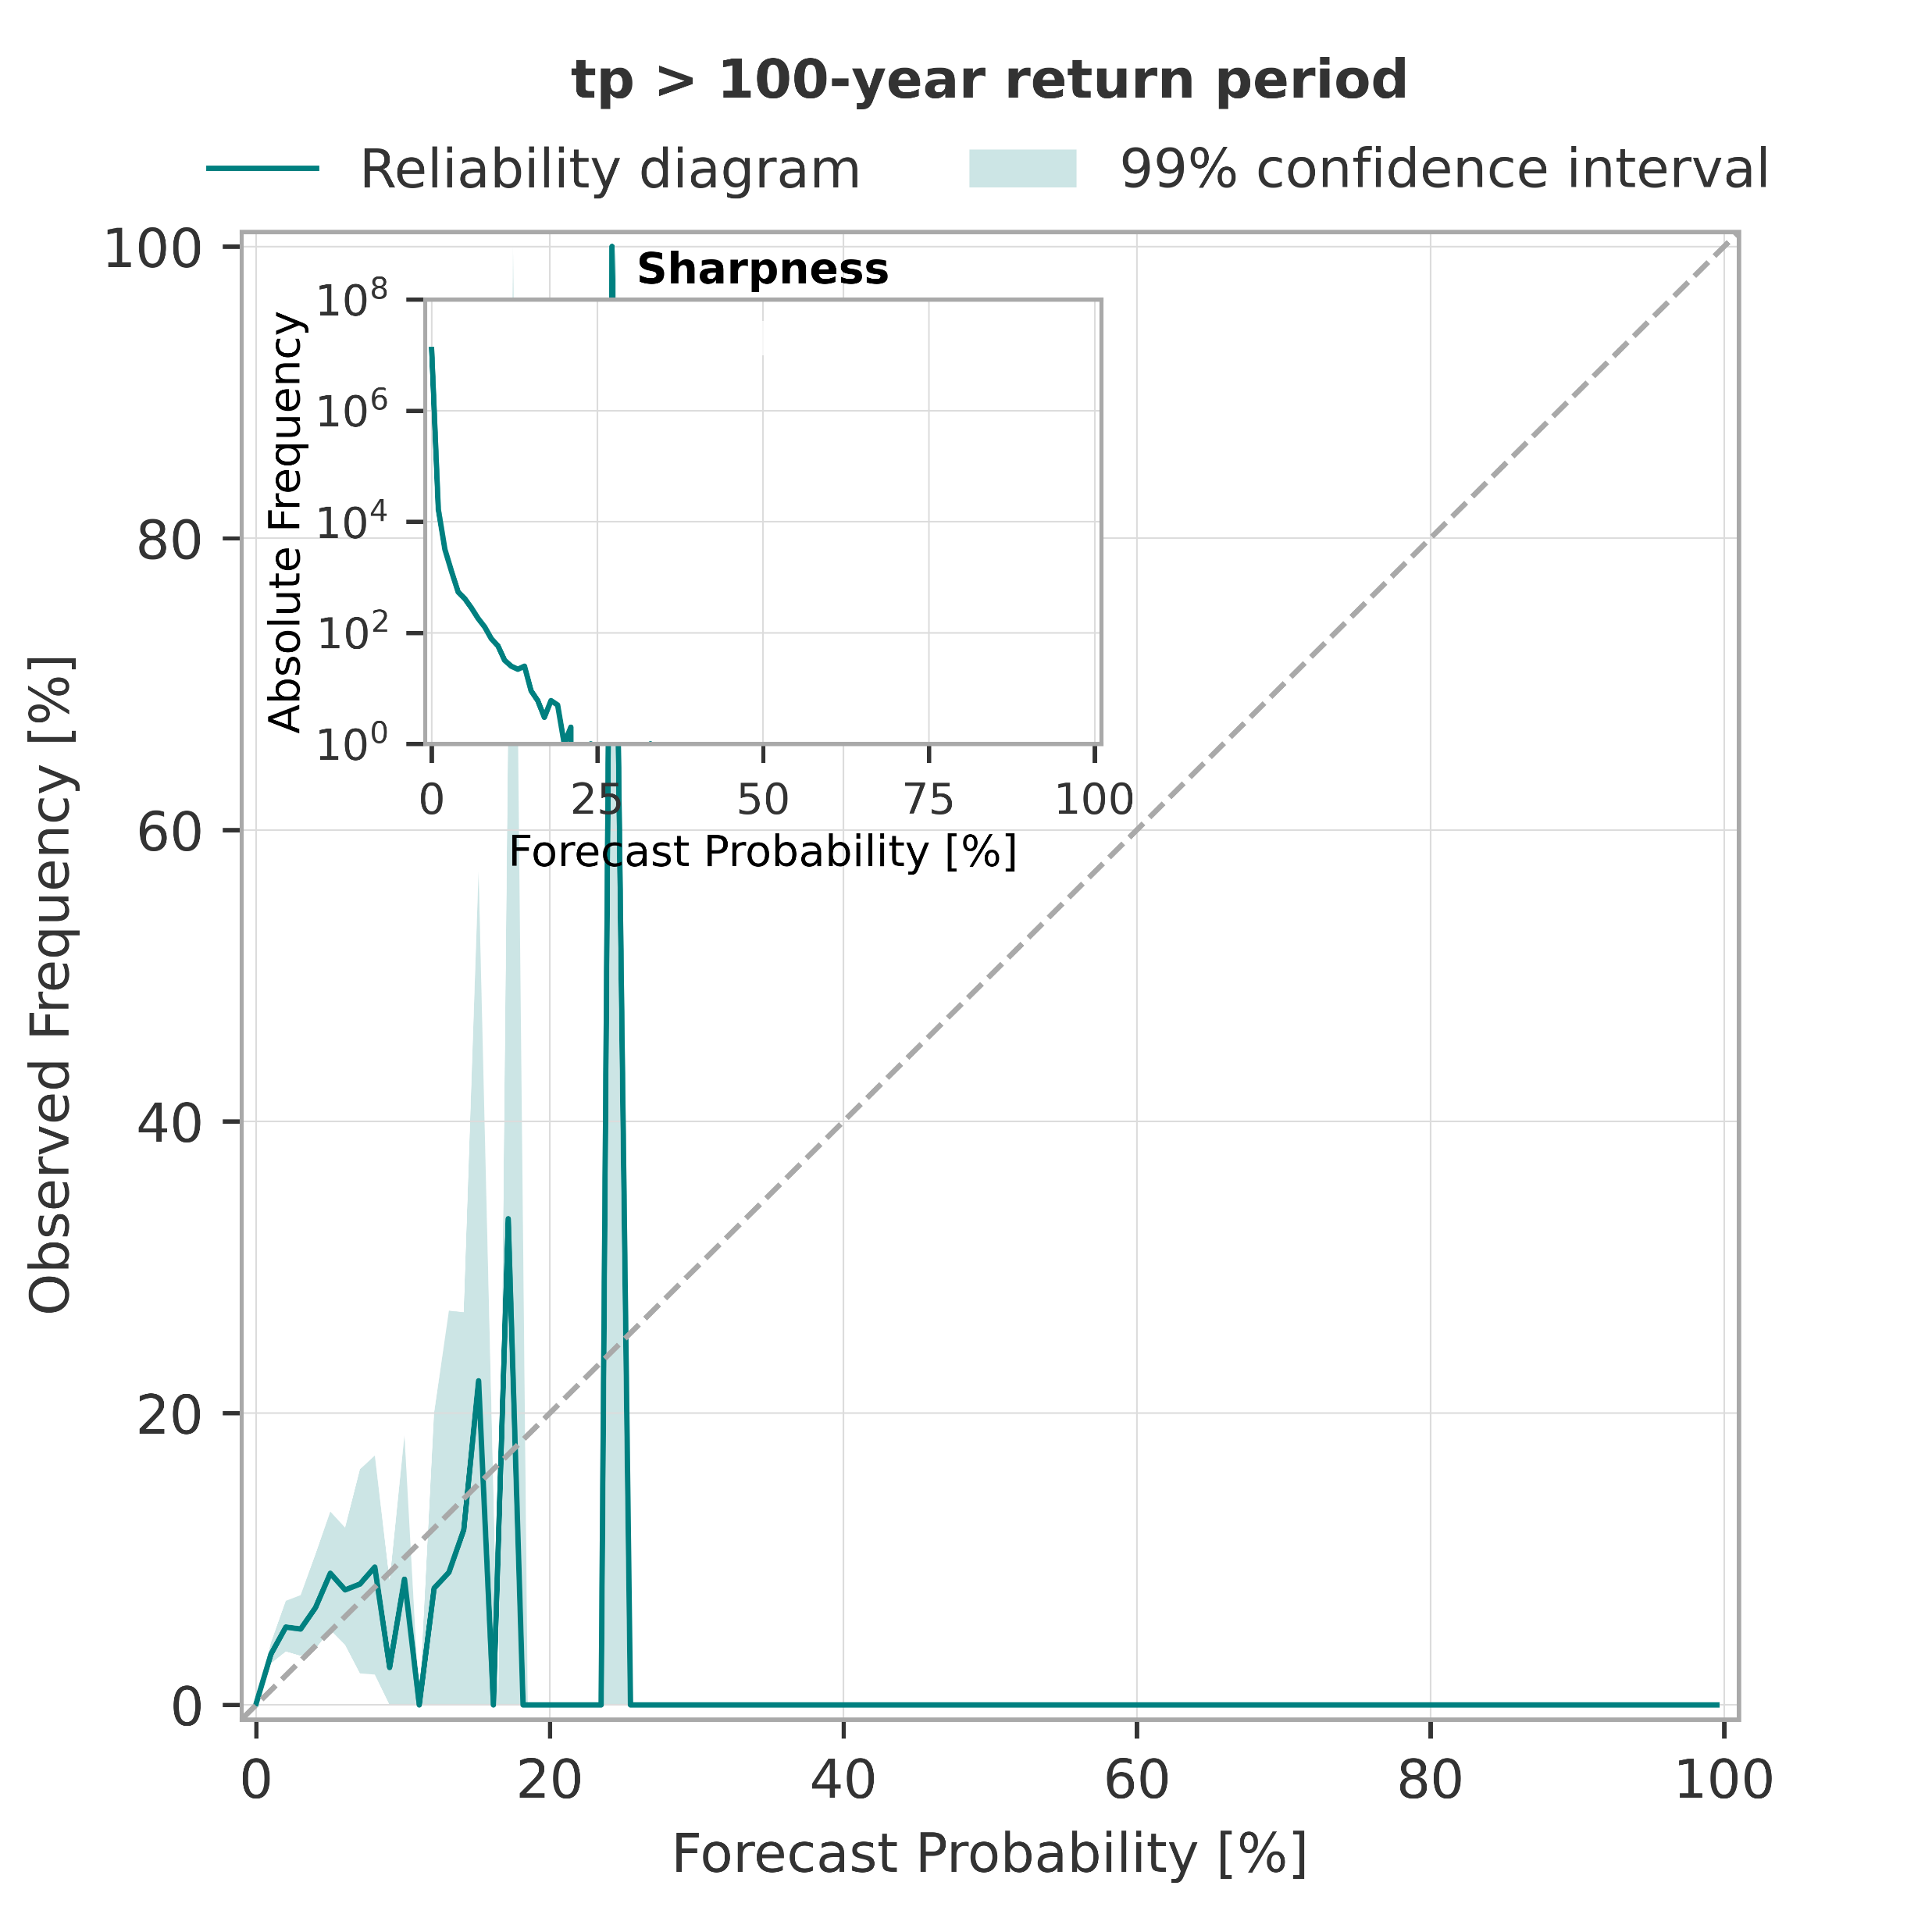 tp > 100-year return period
Reliability diagram
99% confidence interval
Observed Frequency [%]
100
80
60
40
20
0
Sharpness
Absolute Frequency
10⁸
10⁶
10⁴
10²
10⁰
0 25 50 75 100
Forecast Probability [%]
0 20 40 60 80 100
Forecast Probability [%]